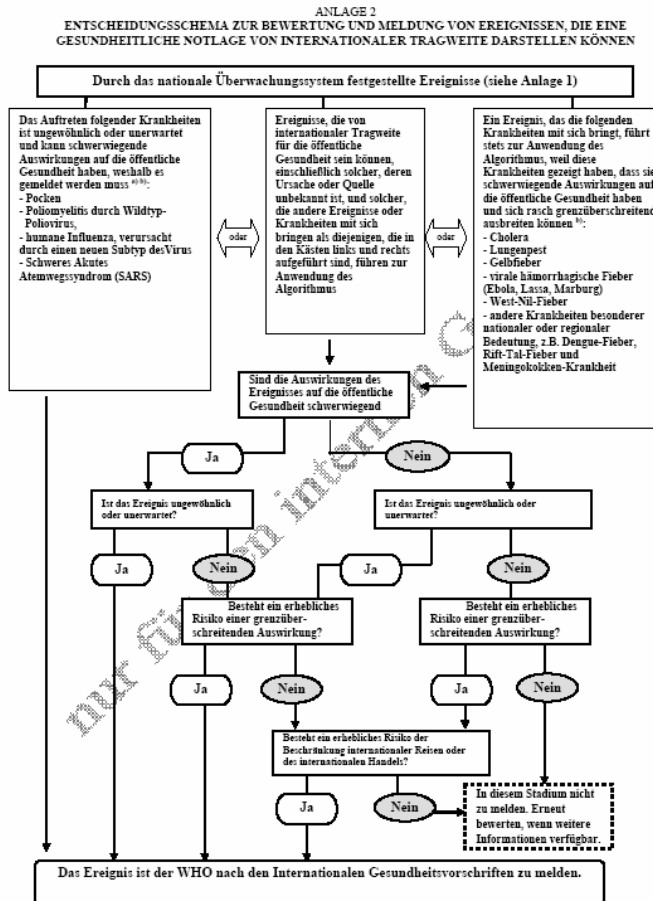 ANLAGE 2
ENTSCHEIDUNGSSCHEMA ZUR BEWERTUNG UND MELDUNG VON EREIGNISSEN, DIE EINE
GESUNDHEITLICHE NOTLAGE VON INTERNATIONALER TRAGWEITE DARSTELLEN KÖNNEN
Durch das nationale Überwachungssystem festgestellte Ereignisse (siehe Anlage 1)
Das Auftreten folgender Krankheiten
ist ungewöhnlich oder unerwartet
und kann schwerwiegende
Auswirkungen auf die öffentliche
Gesundheit haben, weshalb es
gemeldet werden muss a) b):
- Pocken
- Poliomyelitis durch Wildtyp-
Poliovirus,
- humane Influenza, verursacht
durch einen neuen Subtyp desVirus
- Schweres Akutes
Atemwegssyndrom (SARS)
oder
Ereignisse, die von
internationaler Tragweite
für die öffentliche
Gesundheit sein können,
einschließlich solcher, deren
Ursache oder Quelle
unbekannt ist, und solcher,
die andere Ereignisse oder
Krankheiten mit sich
bringen als diejenigen, die in
den Kästen links und rechts
aufgeführt sind, führen zur
Anwendung des
Algorithmus
oder
Ein Ereignis, das die folgenden
Krankheiten mit sich bringt, führt
stets zur Anwendung des
Algorithmus, weil diese
Krankheiten gezeigt haben, dass sie
schwerwiegende Auswirkungen auf
die öffentliche Gesundheit haben
und sich rasch grenzüberschreitend
ausbreiten können b):
- Cholera
- Lungenpest
- Gelbfieber
- virale hämorrhagische Fieber
(Ebola, Lassa, Marburg)
- West-Nil-Fieber
- andere Krankheiten besonderer
nationaler oder regionaler
Bedeutung, z.B. Dengue-Fieber,
Rift-Tal-Fieber und
Meningokokken-Krankheit
Sind die Auswirkungen des
Ereignisses auf die öffentliche
Gesundheit schwerwiegend
Ja
Nein
Ist das Ereignis ungewöhnlich
oder unerwartet?
Ist das Ereignis ungewöhnlich oder
unerwartet?
Ja
Nein
Ja
Nein
Besteht ein erhebliches
Risiko einer grenzüber-
schreitenden Auswirkung?
Besteht ein erhebliches
Risiko einer grenzüber-
schreitenden Auswirkung?
Ja
Nein
Ja
Nein
Besteht ein erhebliches Risiko der
Beschränkung internationaler Reisen oder
des internationalen Handels?
Ja
Nein
In diesem Stadium nicht
zu melden. Erneut
bewerten, wenn weitere
Informationen verfügbar.
Das Ereignis ist der WHO nach den Internationalen Gesundheitsvorschriften zu melden.
nur für den internen